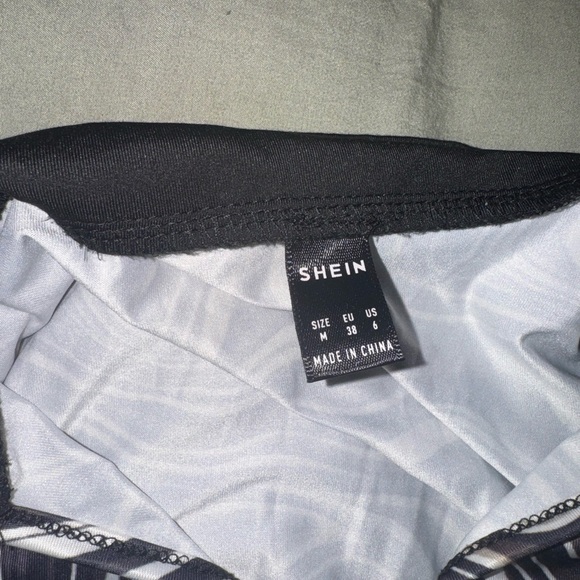 SHEIN
SIZE EU US
M 38 6
MADE IN CHINA